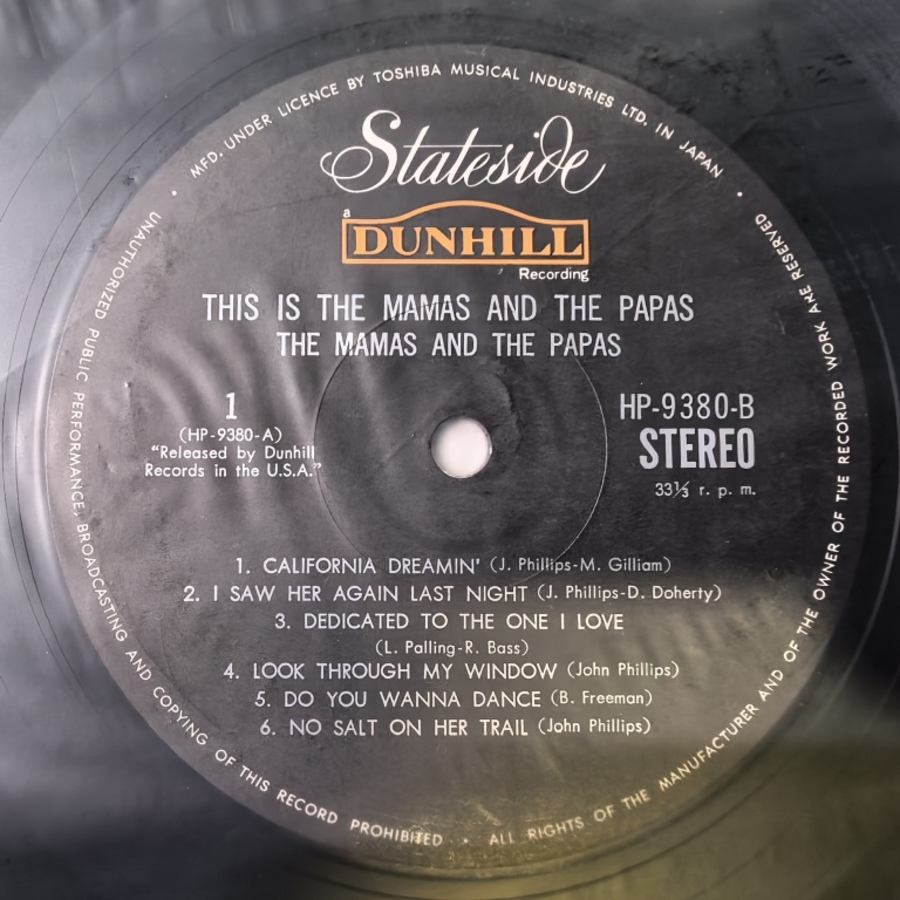 MFD. UNDER LICENCE BY TOSHIBA MUSICAL INDUSTRIES LTD. IN JAPAN
Stateside
a
DUNHILL
Recording
THIS IS THE MAMAS AND THE PAPAS
THE MAMAS AND THE PAPAS
1
(HP-9380-A)
"Released by Dunhill
Records in the U.S.A."
HP-9380-B
STEREO
33⅓ r. p. m.
1. CALIFORNIA DREAMIN' (J. Phillips-M. Gilliam)
2. I SAW HER AGAIN LAST NIGHT (J. Phillips-D. Doherty)
3. DEDICATED TO THE ONE I LOVE
(L. Palling-R. Bass)
4. LOOK THROUGH MY WINDOW (John Phillips)
5. DO YOU WANNA DANCE (B. Freeman)
6. NO SALT ON HER TRAIL (John Phillips)
UNAUTHORIZED PUBLIC PERFORMANCE, BROADCASTING AND COPYING OF THIS RECORD PROHIBITED
ALL RIGHTS OF THE MANUFACTURER AND OF THE OWNER OF THE RECORDED WORK ARE RESERVED